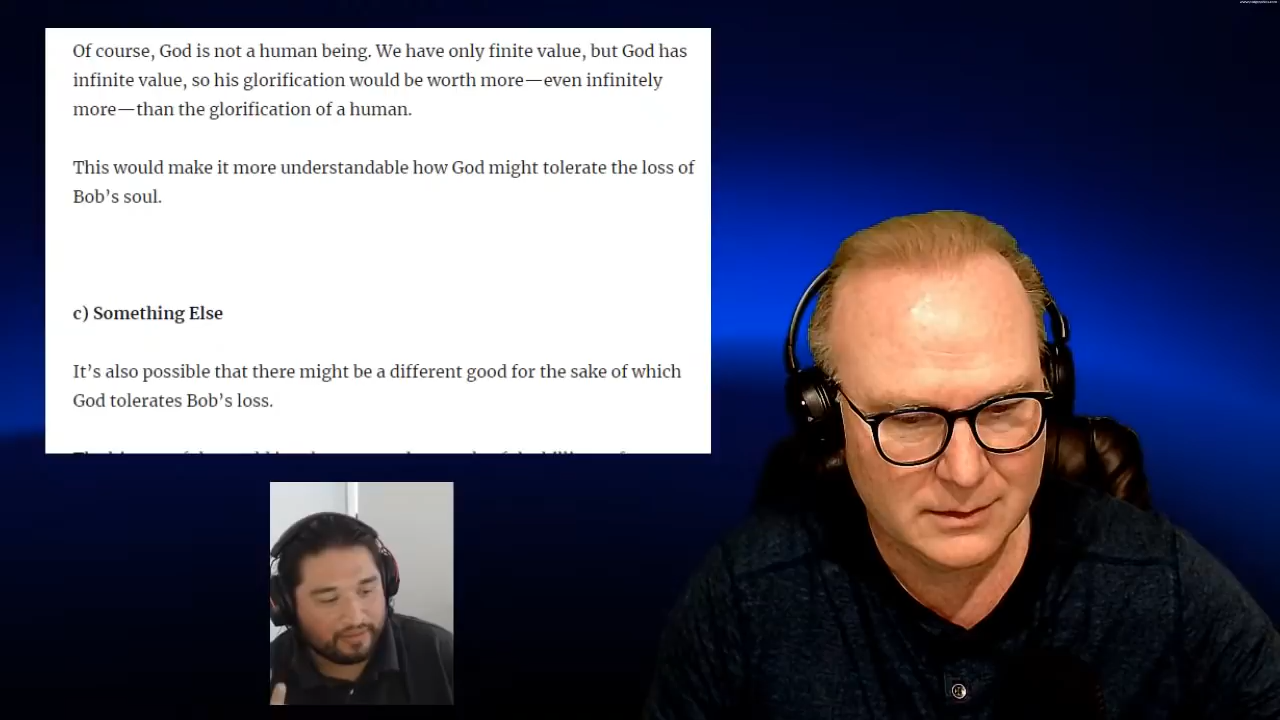 Of course, God is not a human being. We have only finite value, but God has
infinite value, so his glorification would be worth more—even infinitely
more—than the glorification of a human.
This would make it more understandable how God might tolerate the loss of
Bob’s soul.
c) Something Else
It’s also possible that there might be a different good for the sake of which
God tolerates Bob’s loss.